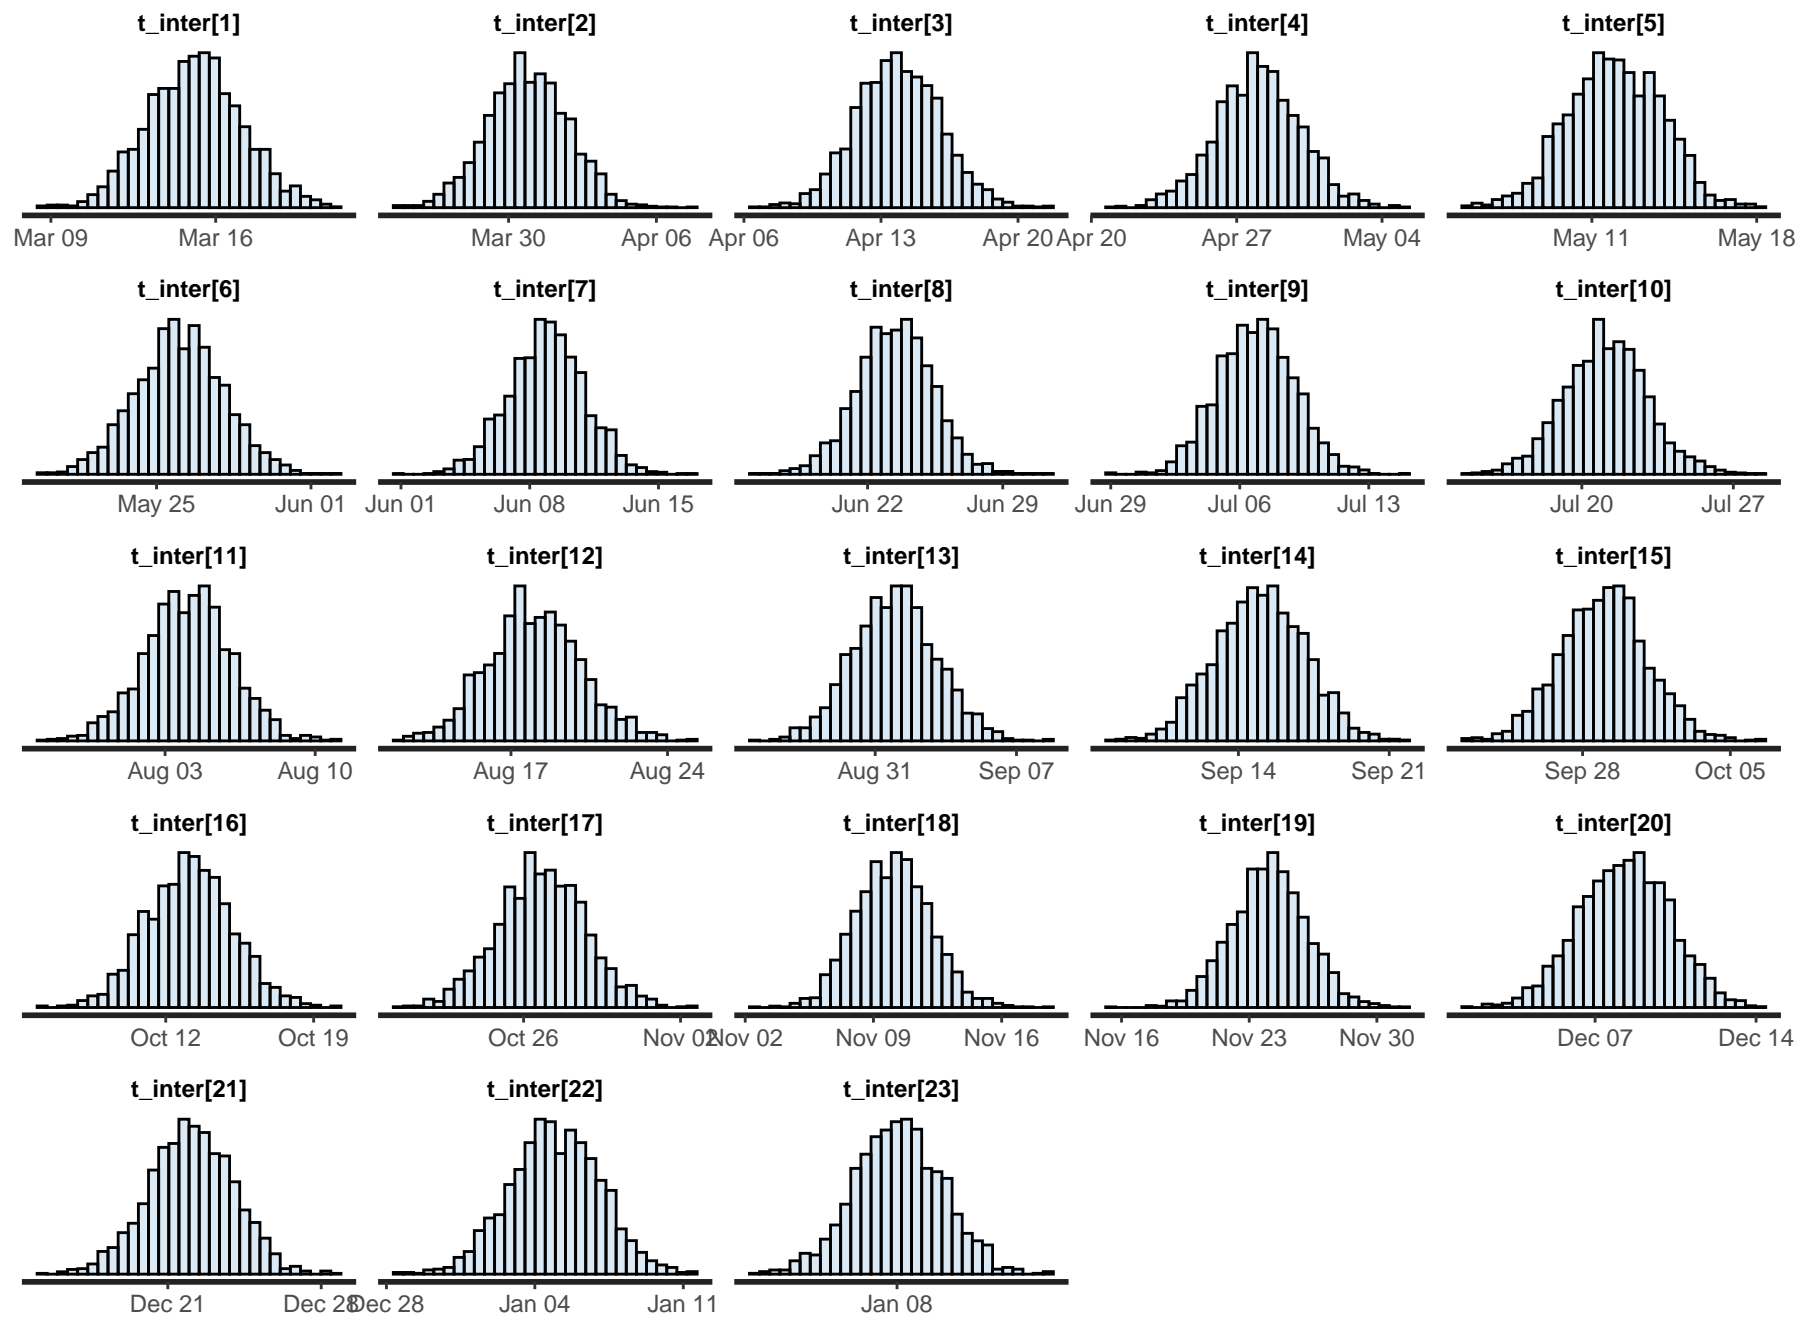 t_inter[1] t_inter[2] t_inter[3] t_inter[4] t_inter[5]
Mar 09 Mar 16 Mar 30 Apr 06 Apr 06 Apr 13 Apr 20 Apr 20 Apr 27 May 04 May 11 May 18
t_inter[6] t_inter[7] t_inter[8] t_inter[9] t_inter[10]
May 25 Jun 01 Jun 01 Jun 08 Jun 15 Jun 22 Jun 29 Jun 29 Jul 06 Jul 13 Jul 20 Jul 27
t_inter[11] t_inter[12] t_inter[13] t_inter[14] t_inter[15]
Aug 03 Aug 10 Aug 17 Aug 24 Aug 31 Sep 07 Sep 14 Sep 21 Sep 28 Oct 05
t_inter[16] t_inter[17] t_inter[18] t_inter[19] t_inter[20]
Oct 12 Oct 19 Oct 26 Nov 02 Nov 02 Nov 09 Nov 16 Nov 16 Nov 23 Nov 30 Dec 07 Dec 14
t_inter[21] t_inter[22] t_inter[23]
Dec 21 Dec 28 Dec 28 Jan 04 Jan 11 Jan 08